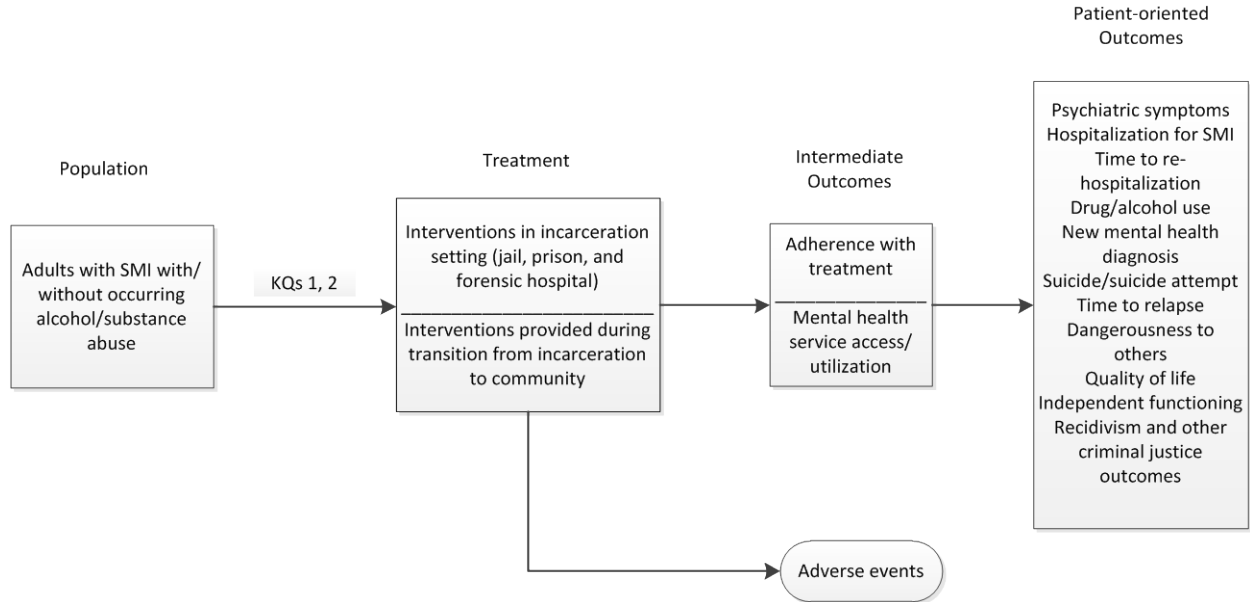 Population
Adults with SMI with/
without occurring
alcohol/substance
abuse
KQs 1, 2
Treatment
Interventions in incarceration
setting (jail, prison, and
forensic hospital)
Interventions provided during
transition from incarceration
to community
Intermediate
Outcomes
Adherence with
treatment
Mental health
service access/
utilization
Patient-oriented
Outcomes
Psychiatric symptoms
Hospitalization for SMI
Time to re-
hospitalization
Drug/alcohol use
New mental health
diagnosis
Suicide/suicide attempt
Time to relapse
Dangerousness to
others
Quality of life
Independent functioning
Recidivism and other
criminal justice
outcomes
Adverse events